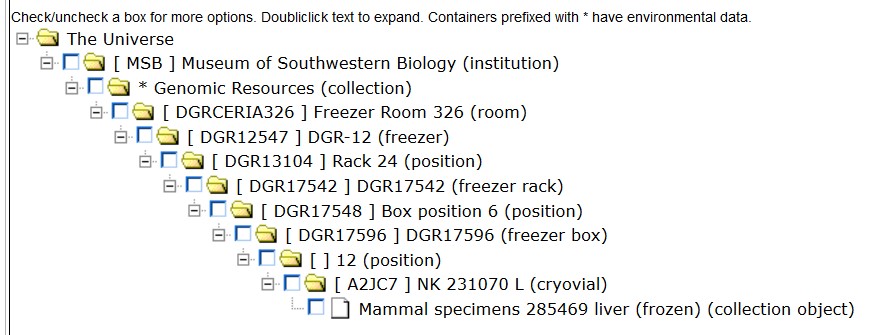 Check/uncheck a box for more options. Doubliclick text to expand. Containers prefixed with * have environmental data.
The Universe
[ MSB ] Museum of Southwestern Biology (institution)
* Genomic Resources (collection)
[ DGRCERIA326 ] Freezer Room 326 (room)
[ DGR12547 ] DGR-12 (freezer)
[ DGR13104 ] Rack 24 (position)
[ DGR17542 ] DGR17542 (freezer rack)
[ DGR17548 ] Box position 6 (position)
[ DGR17596 ] DGR17596 (freezer box)
[ ] 12 (position)
[ A2JC7 ] NK 231070 L (cryovial)
Mammal specimens 285469 liver (frozen) (collection object)